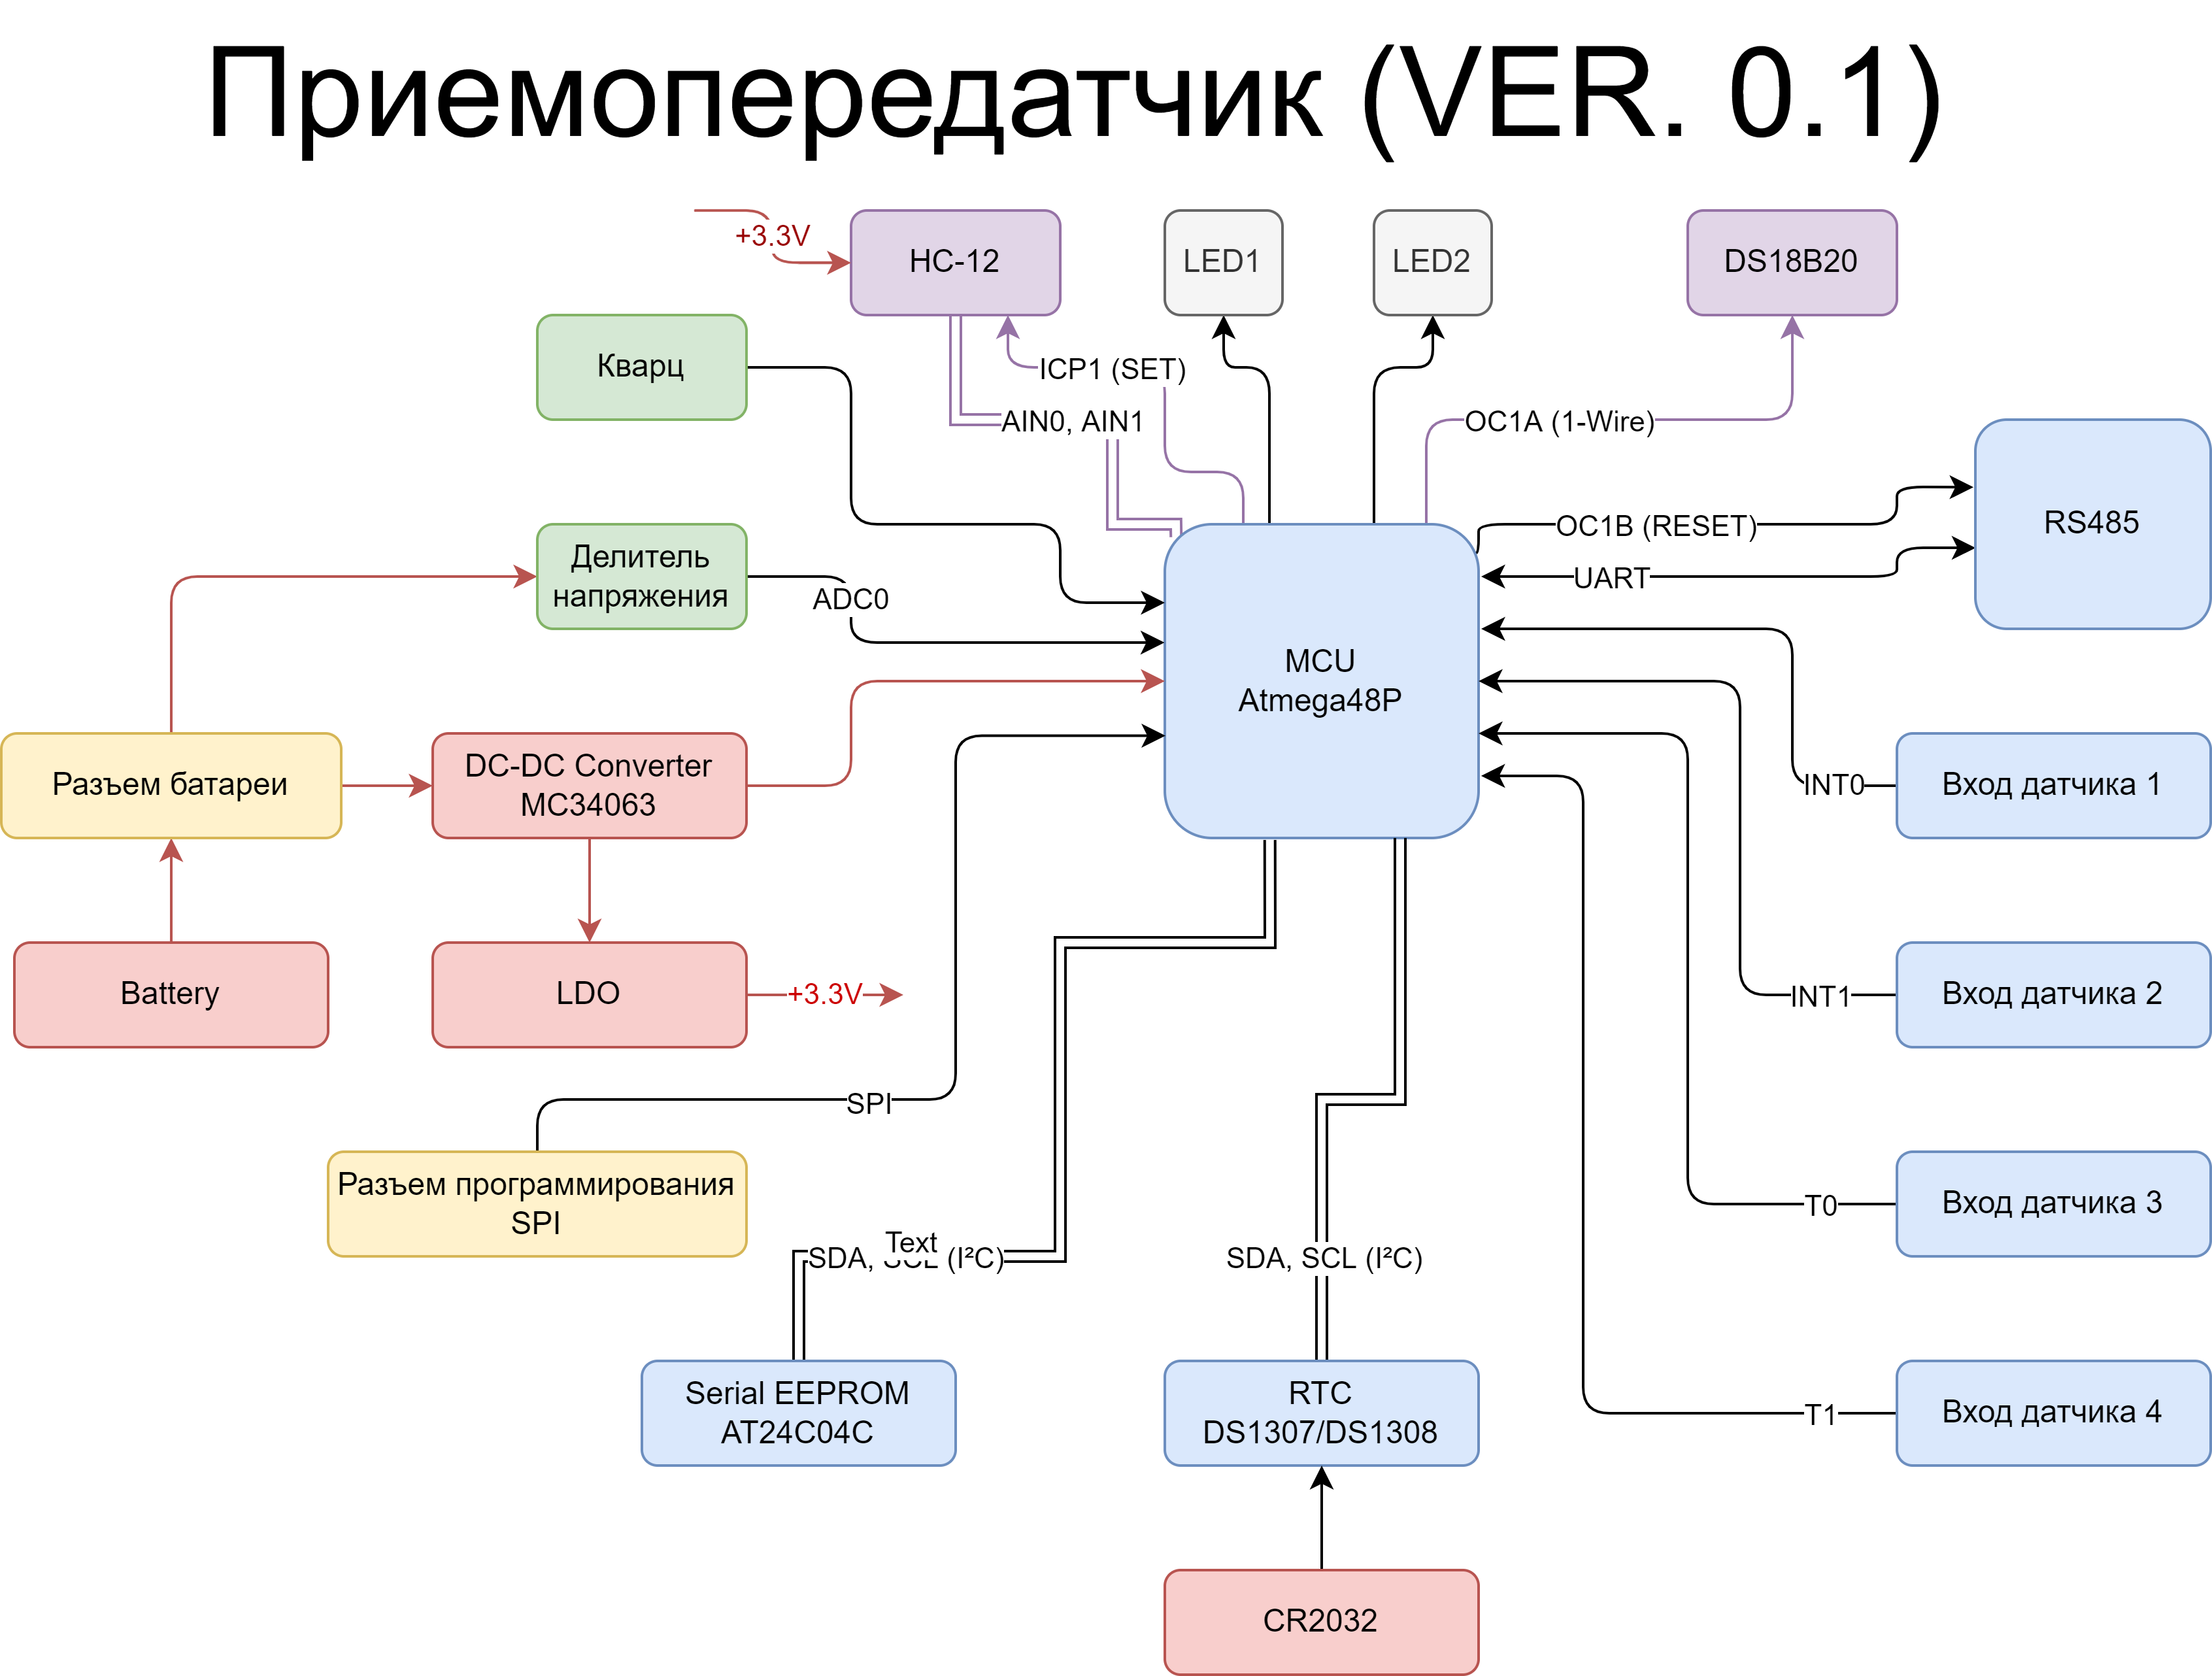 Приемопередатчик (VER. 0.1)
+3.3V
HC-12
LED1
LED2
DS18B20
Кварц
ICP1 (SET)
AIN0, AIN1
OC1A (1-Wire)
OC1B (RESET)
RS485
UART
Делитель
напряжения
ADC0
MCU
Atmega48P
Разъем батареи
DC-DC Converter
MC34063
INT0
Вход датчика 1
Battery
LDO
+3.3V
INT1
Вход датчика 2
SPI
Разъем программирования
SPI
T0
Вход датчика 3
Text
SDA, SCL (I²C)
SDA, SCL (I²C)
Serial EEPROM
AT24C04C
RTC
DS1307/DS1308
T1
Вход датчика 4
CR2032